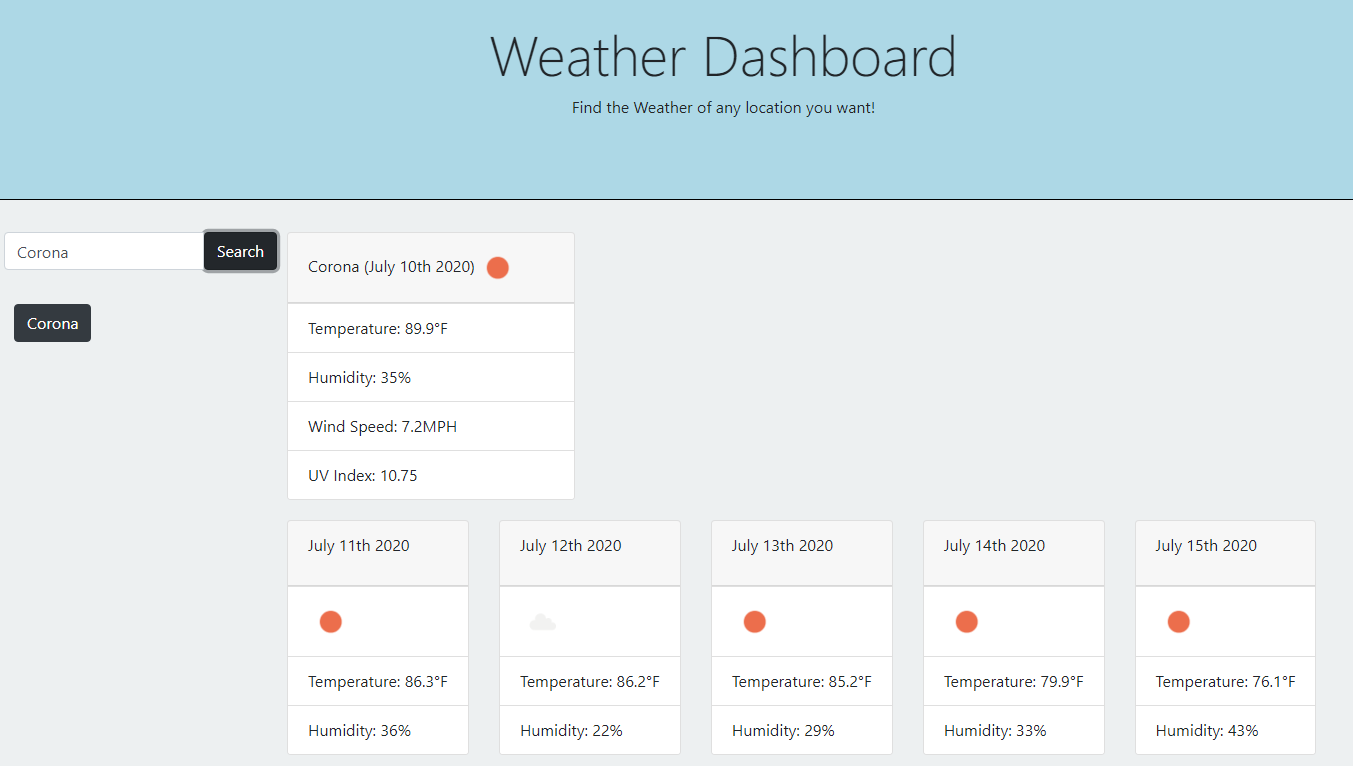 Weather Dashboard
Find the Weather of any location you want!
Corona
Search
Corona
Corona (July 10th 2020)
Temperature: 89.9°F
Humidity: 35%
Wind Speed: 7.2MPH
UV Index: 10.75
July 11th 2020
Temperature: 86.3°F
Humidity: 36%
July 12th 2020
Temperature: 86.2°F
Humidity: 22%
July 13th 2020
Temperature: 85.2°F
Humidity: 29%
July 14th 2020
Temperature: 79.9°F
Humidity: 33%
July 15th 2020
Temperature: 76.1°F
Humidity: 43%